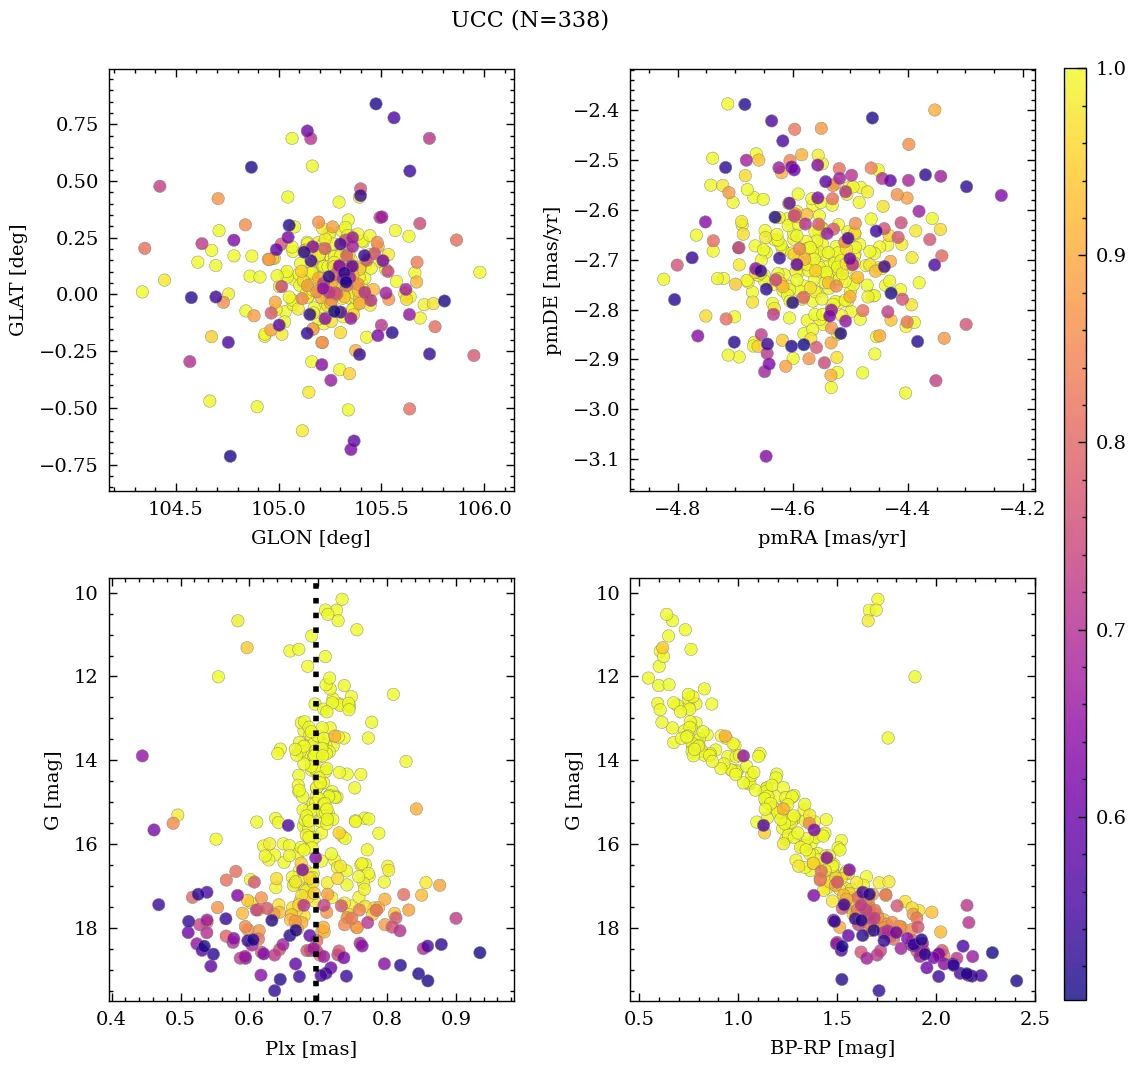 UCC (N=338)
0.75
0.50
0.25
0.00
−0.25
−0.50
−0.75
GLAT [deg]
104.5 105.0 105.5 106.0
GLON [deg]
−2.4
−2.5
−2.6
−2.7
−2.8
−2.9
−3.0
−3.1
pmDE [mas/yr]
−4.8 −4.6 −4.4 −4.2
pmRA [mas/yr]
1.0
0.9
0.8
0.7
0.6
10
12
14
16
18
G [mag]
0.4 0.5 0.6 0.7 0.8 0.9
Plx [mas]
10
12
14
16
18
G [mag]
0.5 1.0 1.5 2.0 2.5
BP-RP [mag]